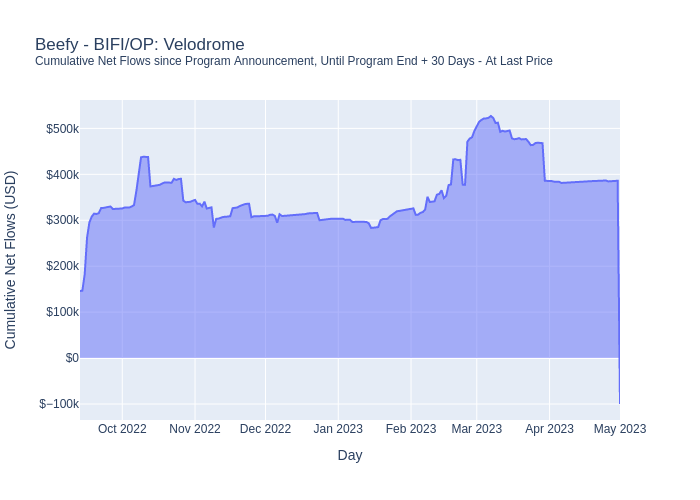 Beefy - BIFI/OP: Velodrome
Cumulative Net Flows since Program Announcement, Until Program End + 30 Days - At Last Price
Cumulative Net Flows (USD)
$500k
$400k
$300k
$200k
$100k
$0
$−100k
Oct 2022
Nov 2022
Dec 2022
Jan 2023
Feb 2023
Mar 2023
Apr 2023
May 2023
Day